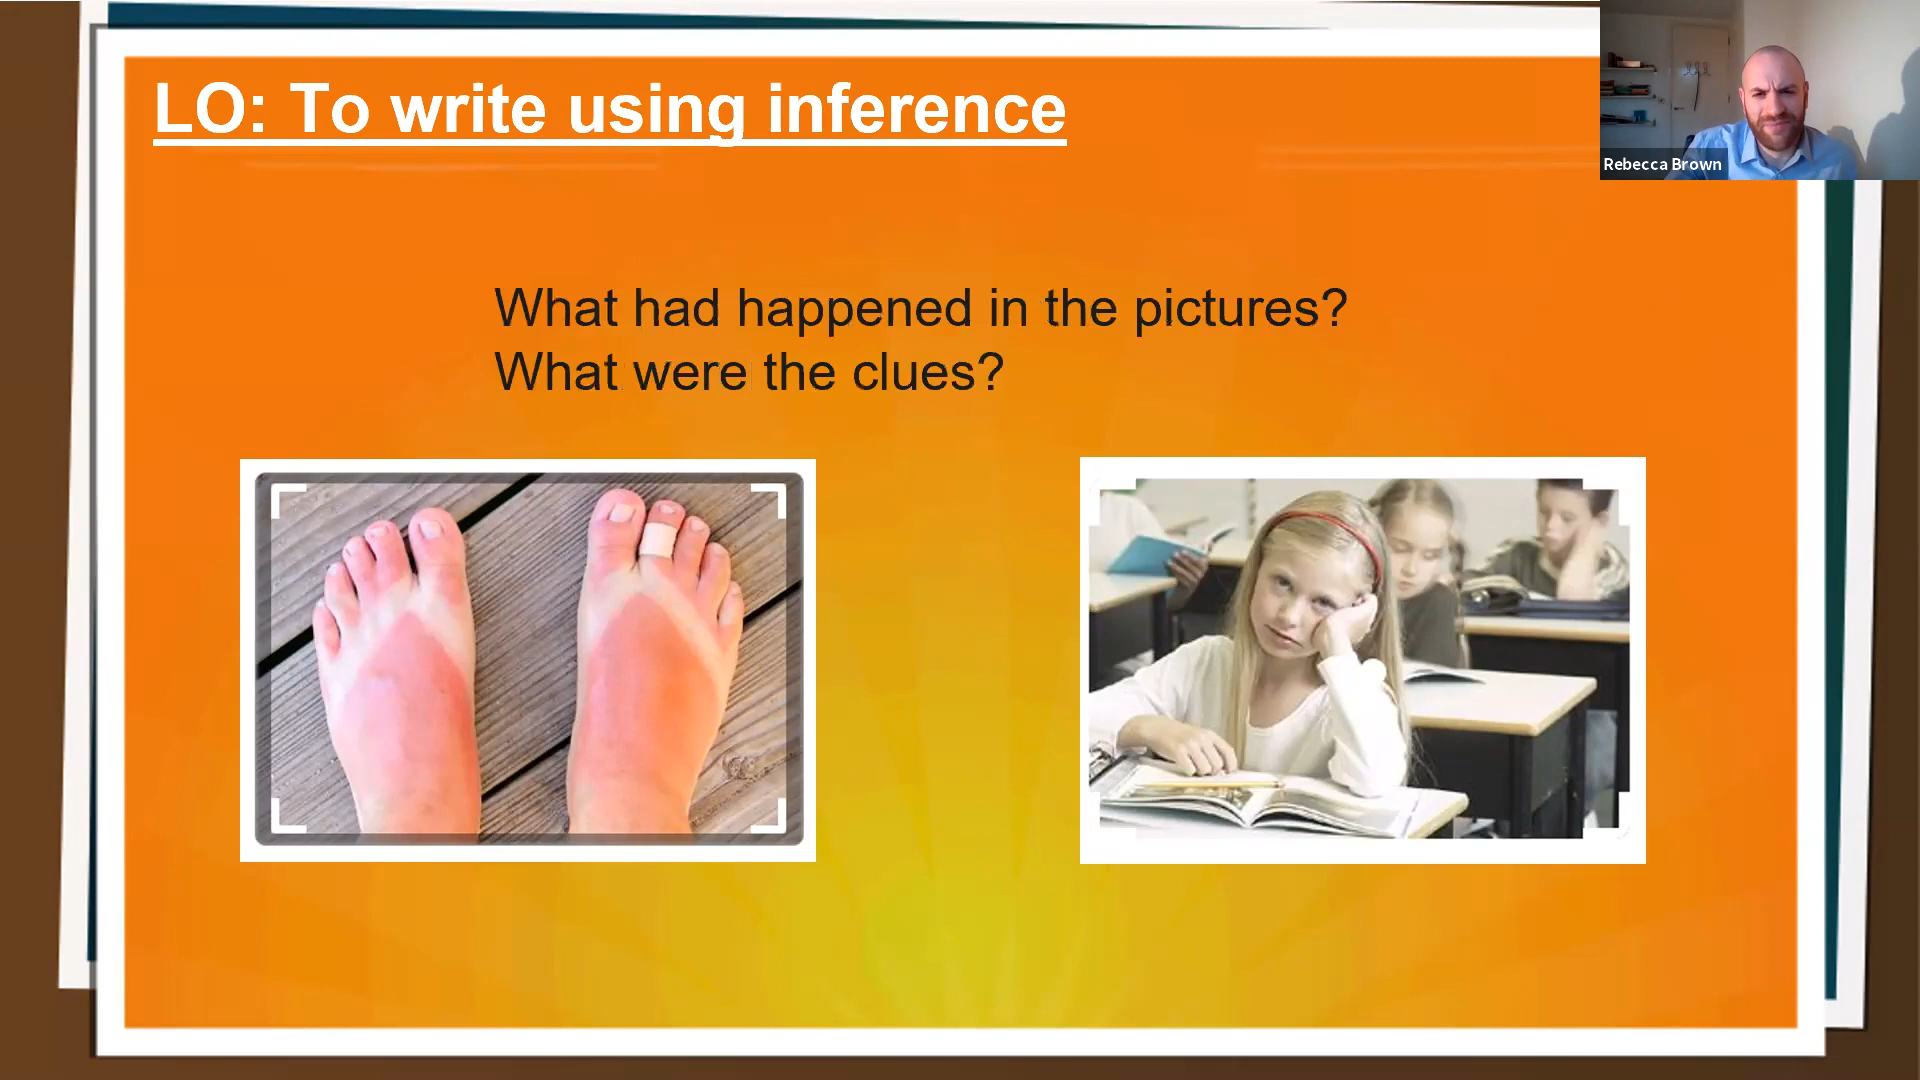 LO: To write using inference
Rebecca Brown
What had happened in the pictures?
What were the clues?